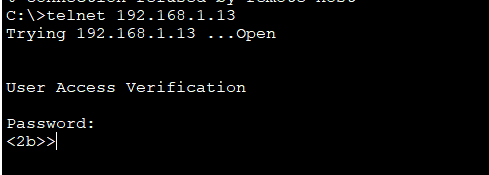 C:\>telnet 192.168.1.13
Trying 192.168.1.13 ...Open
User Access Verification
Password:
<2b>>